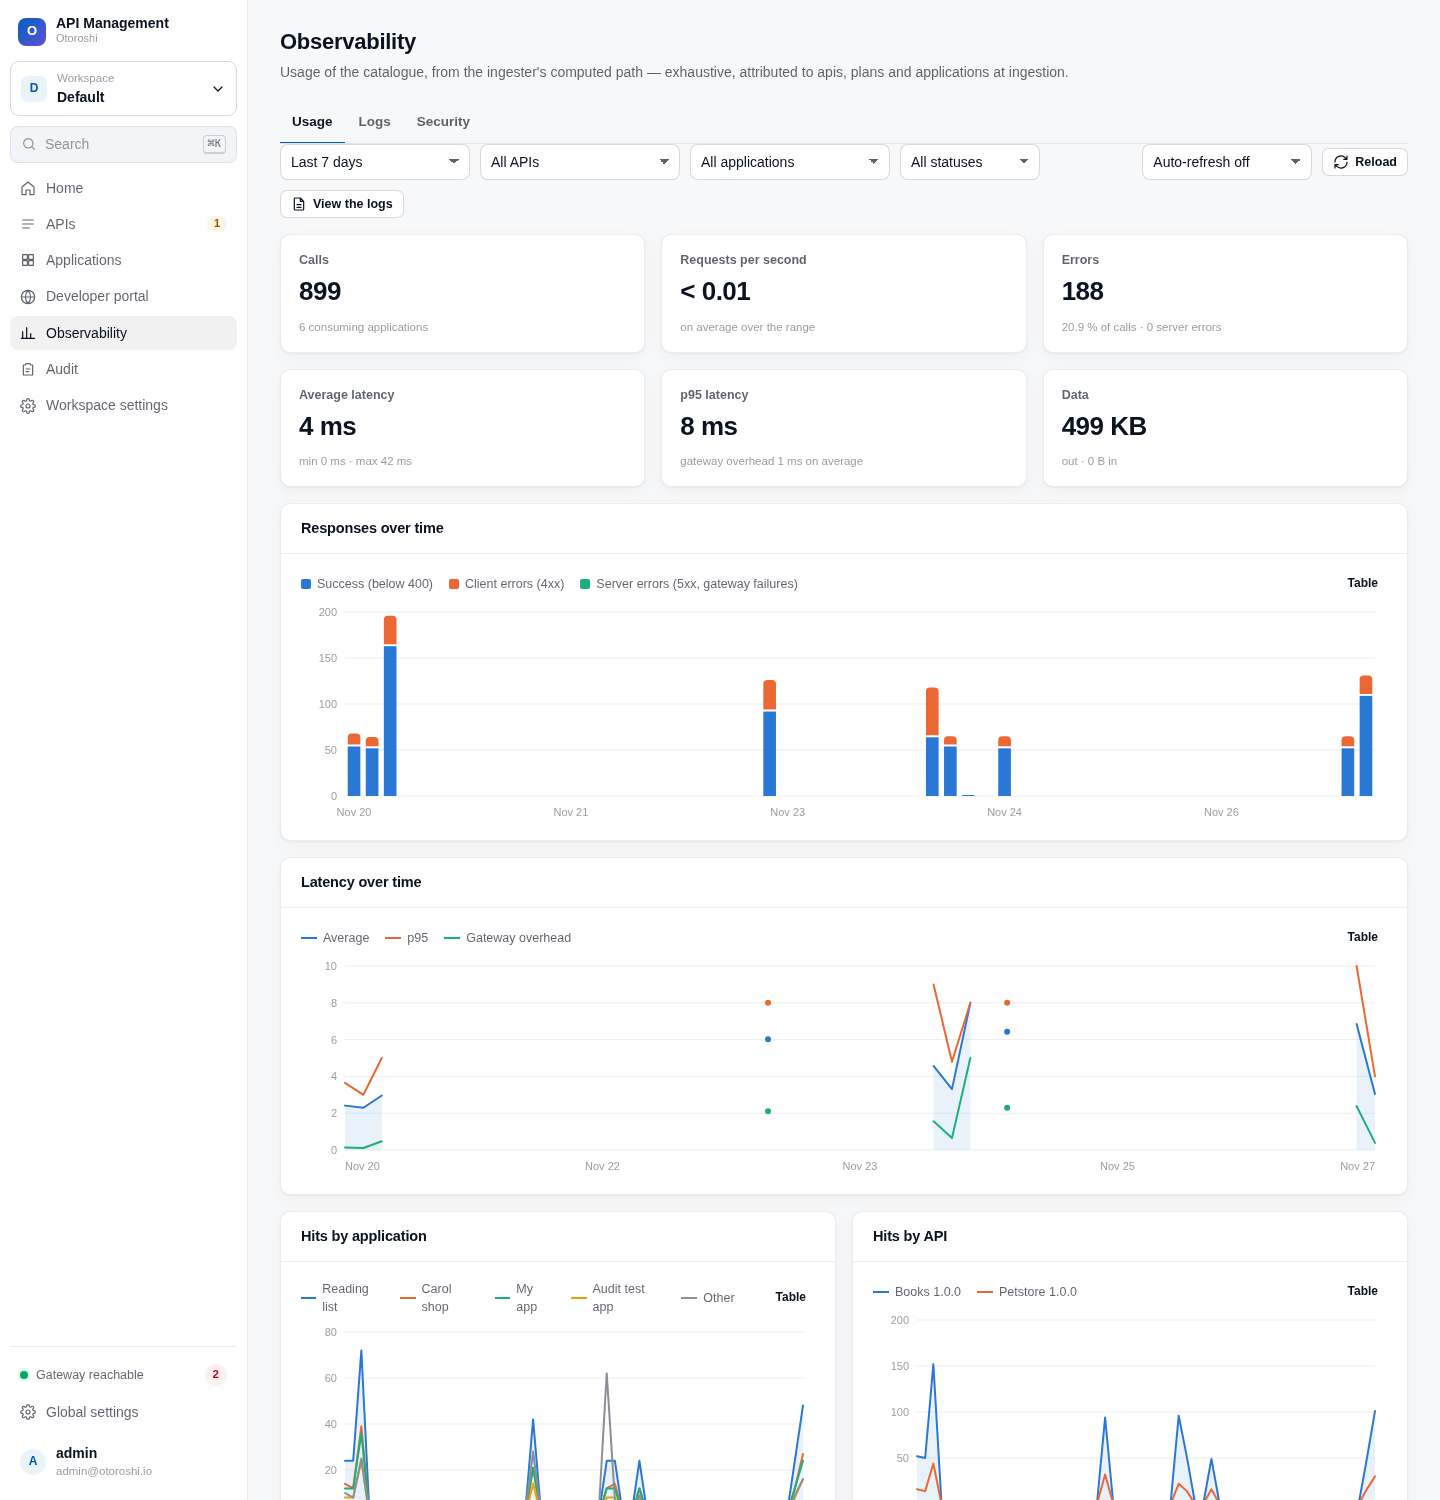 O
API Management
Otoroshi
D
Workspace
Default
Search
⌘K
Home
APIs
1
Applications
Developer portal
Observability
Audit
Workspace settings
Gateway reachable
2
Global settings
A
admin
admin@otoroshi.io
Observability
Usage of the catalogue, from the ingester's computed path — exhaustive, attributed to apis, plans and applications at ingestion.
Usage Logs Security
Last 7 days All APIs All applications All statuses Auto-refresh off Reload
View the logs
Calls
899
6 consuming applications
Requests per second
< 0.01
on average over the range
Errors
188
20.9 % of calls · 0 server errors
Average latency
4 ms
min 0 ms · max 42 ms
p95 latency
8 ms
gateway overhead 1 ms on average
Data
499 KB
out · 0 B in
Responses over time
Success (below 400) Client errors (4xx) Server errors (5xx, gateway failures) Table
200
150
100
50
0
Nov 20 Nov 21 Nov 23 Nov 24 Nov 26
Latency over time
Average p95 Gateway overhead Table
10
8
6
4
2
0
Nov 20 Nov 22 Nov 23 Nov 25 Nov 27
Hits by application
Reading list Carol shop My app Audit test app Other Table
80
60
40
20
Hits by API
Books 1.0.0 Petstore 1.0.0 Table
200
150
100
50